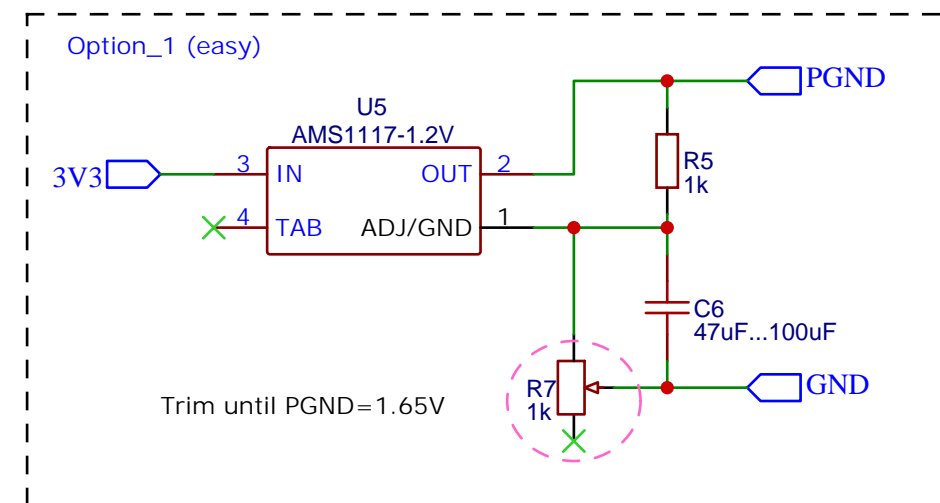 Option_1 (easy)
PGND
U5
AMS1117-1.2V
3V3
3
IN
OUT
2
R5
1k
4
TAB
ADJ/GND
1
C6
47uF...100uF
R7
1k
GND
Trim until PGND=1.65V